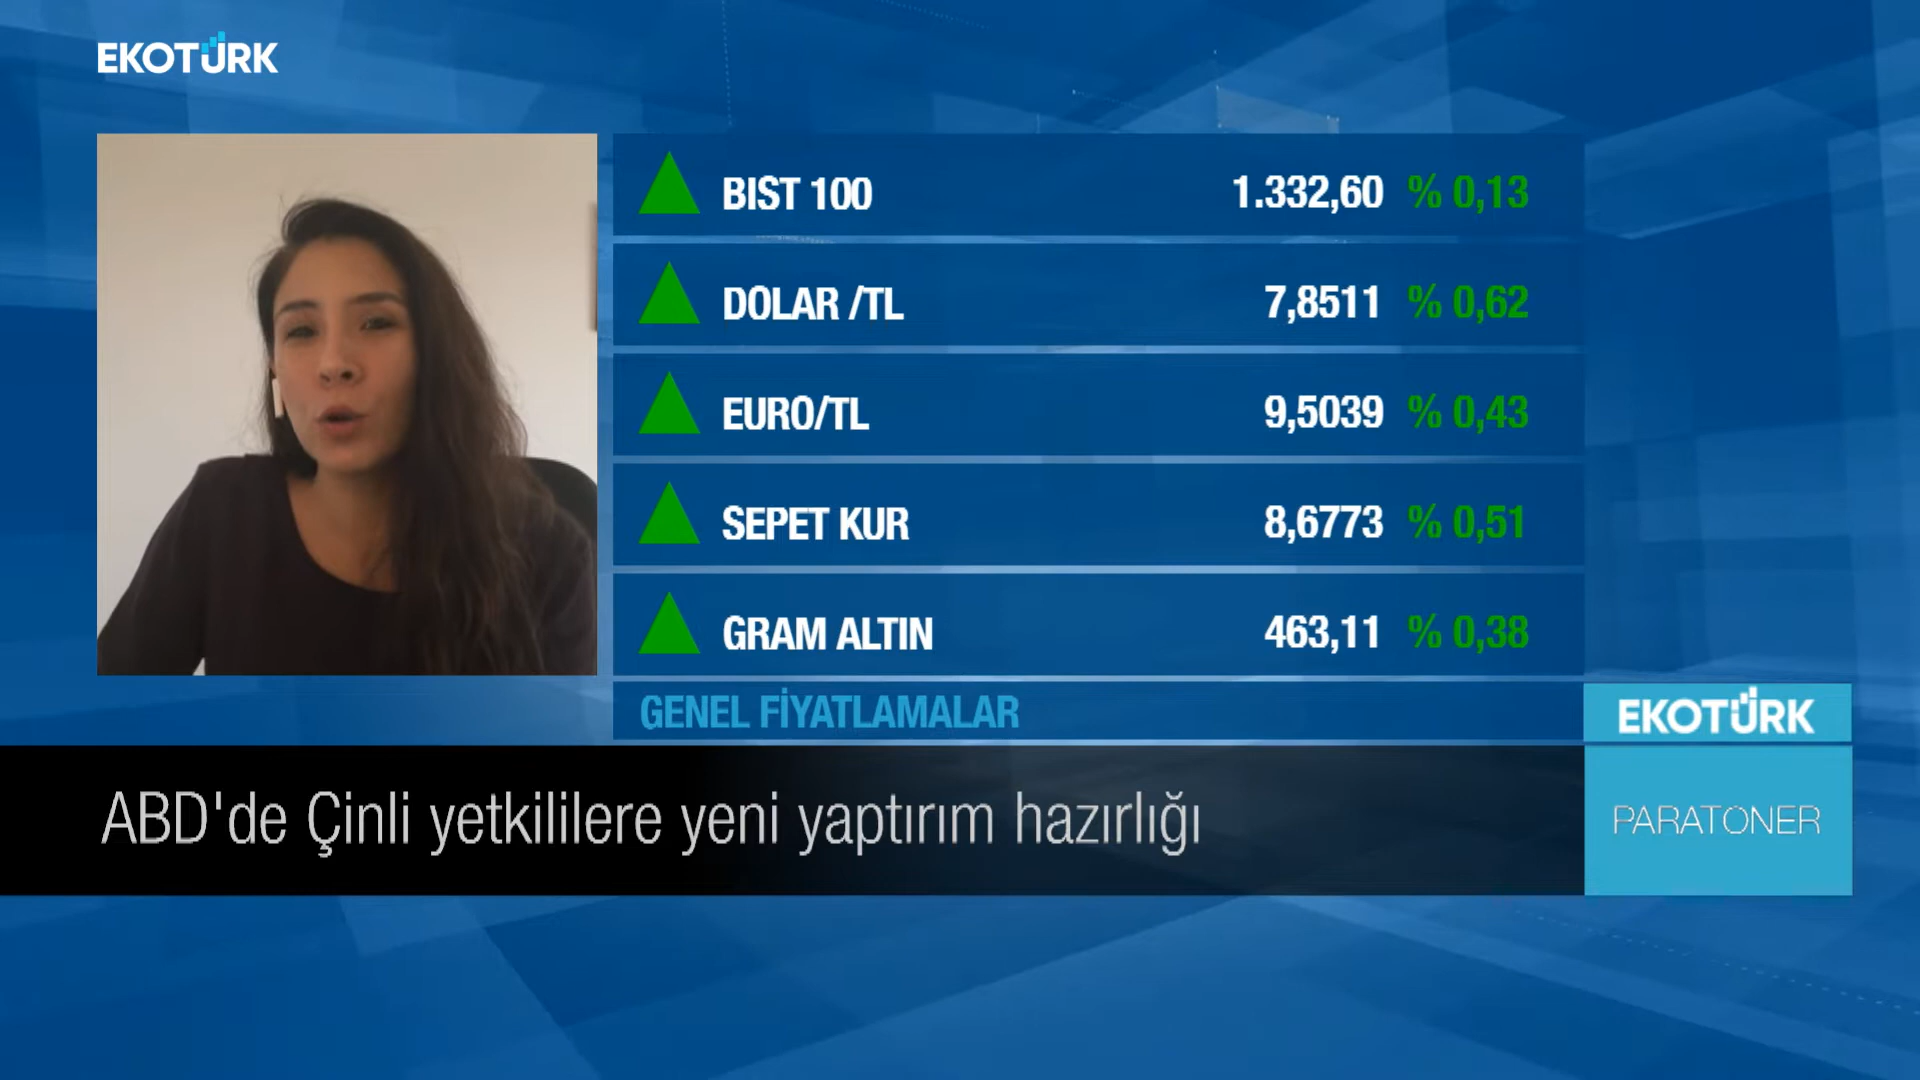 EKOTÜRK
BIST 100 1.332,60 % 0,13
DOLAR /TL 7,8511 % 0,62
EURO/TL 9,5039 % 0,43
SEPET KUR 8,6773 % 0,51
GRAM ALTIN 463,11 % 0,38
GENEL FİYATLAMALAR
EKOTÜRK
ABD'de Çinli yetkililere yeni yaptırım hazırlığı
PARATONER